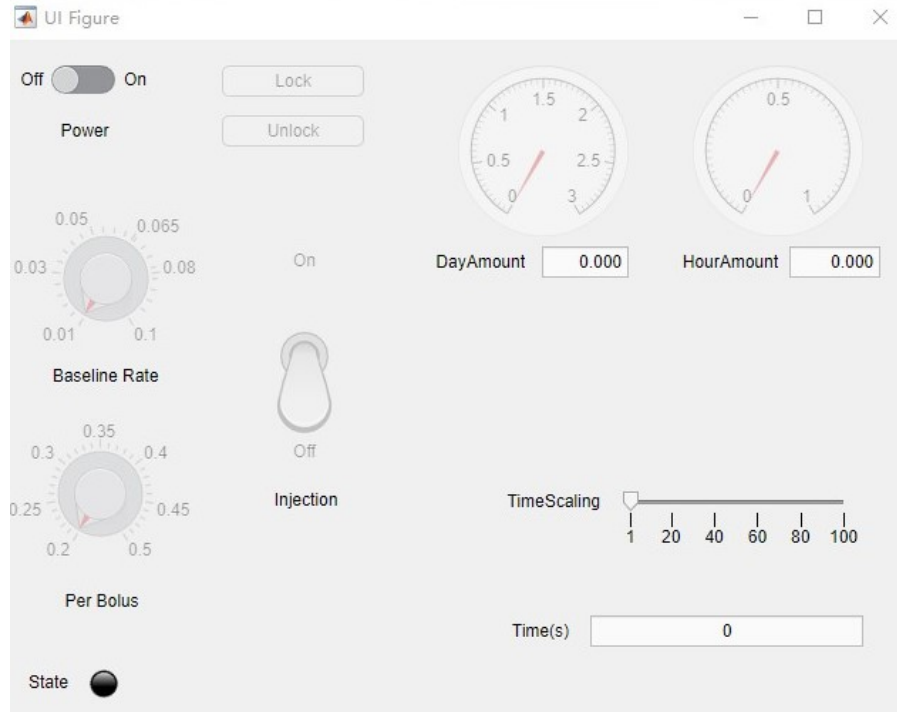 UI Figure
Off On
Power
Lock
Unlock
0 0.5 1 1.5 2 2.5 3
0 0.5 1
DayAmount 0.000
HourAmount 0.000
0.01 0.03 0.05 0.065 0.08 0.1
Baseline Rate
On
Off
Injection
0.2 0.25 0.3 0.35 0.4 0.45 0.5
Per Bolus
TimeScaling
1 20 40 60 80 100
Time(s) 0
State